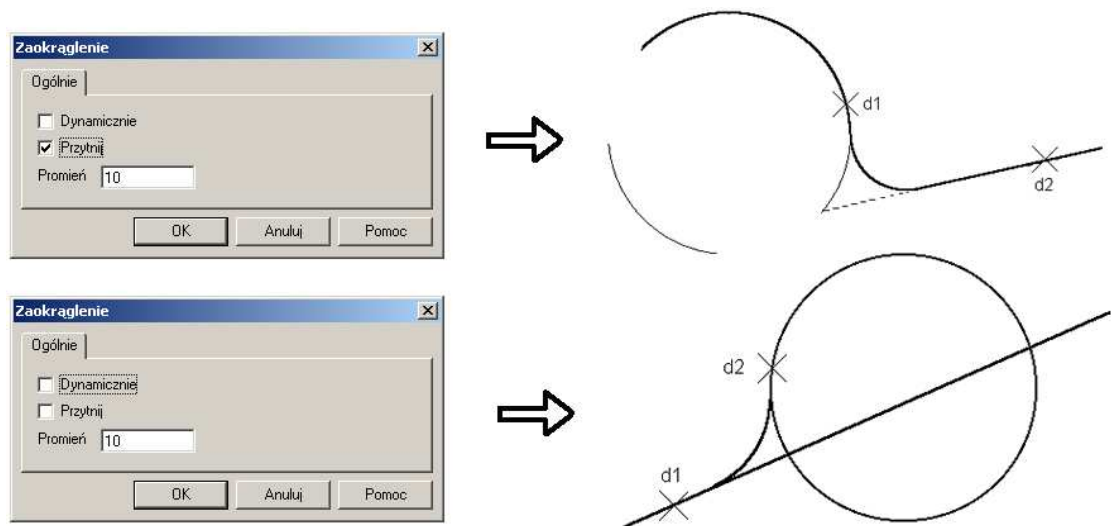 Zaokrąglenie
Ogólnie
Dynamicznie
Przytnij
Promień 10
OK Anuluj Pomoc
d1
d2
Zaokrąglenie
Ogólnie
Dynamicznie
Przytnij
Promień 10
OK Anuluj Pomoc
d2
d1